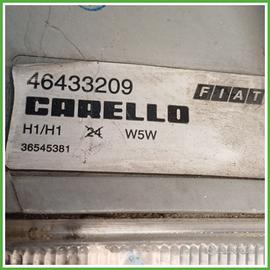 46433209
FIAT
CARELLO
H1/H1 24 W5W
36545381